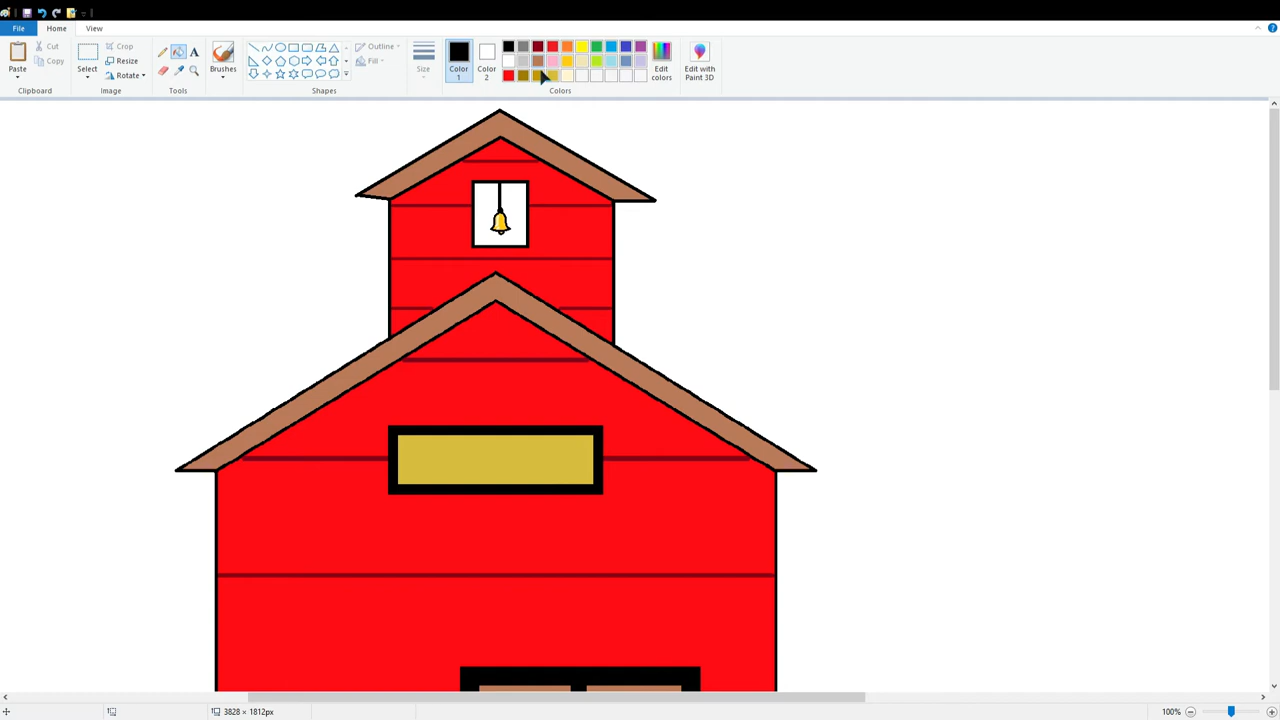 File Home View
Paste Cut Copy Clipboard
Select Crop Resize Rotate Image
A Tools
Brushes
Outline Fill Shapes
Size
Color 1 Color 2 Edit colors Colors
Edit with Paint 3D
3828 × 1812px 100%